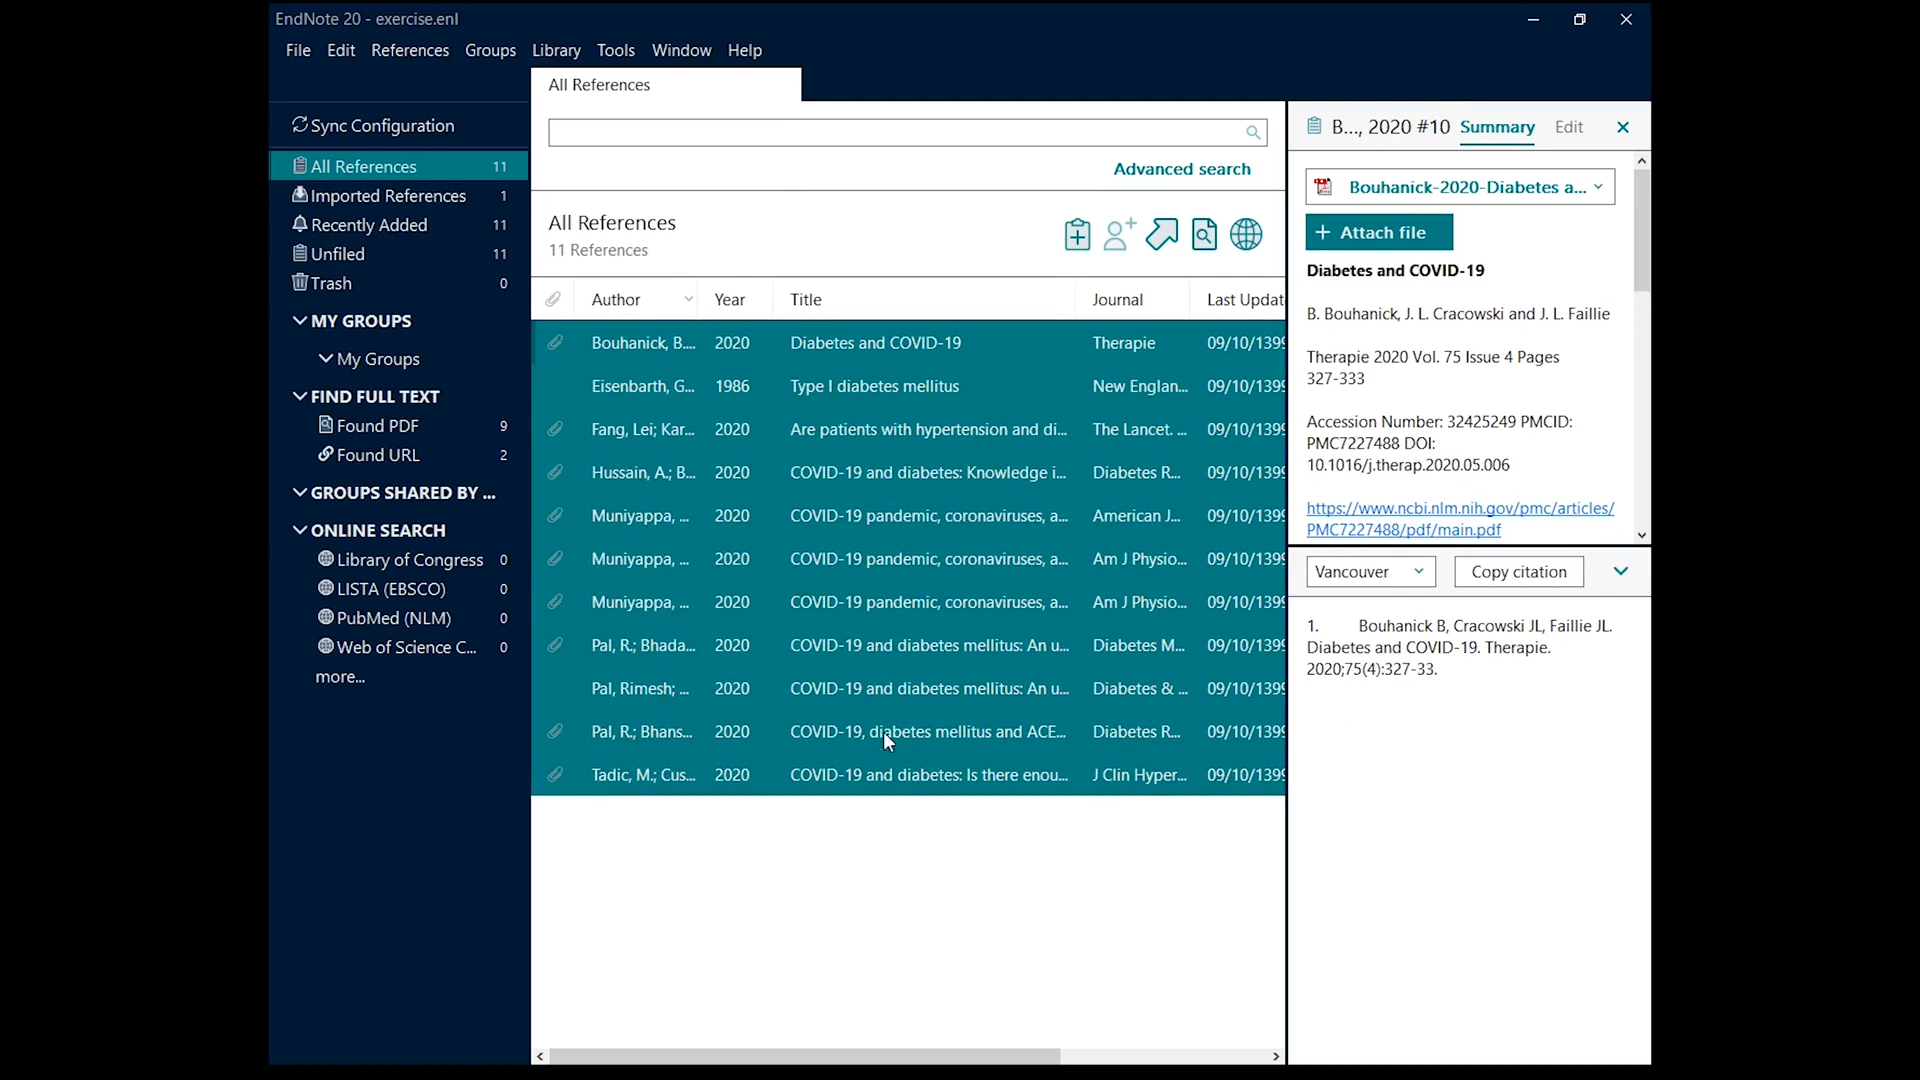 EndNote 20 - exercise.enl
File Edit References Groups Library Tools Window Help
All References
Sync Configuration
All References 11
Imported References 1
Recently Added 11
Unfiled 11
Trash 0
MY GROUPS
My Groups
FIND FULL TEXT
Found PDF 9
Found URL 2
GROUPS SHARED BY ...
ONLINE SEARCH
Library of Congress 0
LISTA (EBSCO) 0
PubMed (NLM) 0
Web of Science C... 0
more...
Advanced search
All References
11 References
Author Year Title Journal Last Updat
Bouhanick, B.... 2020 Diabetes and COVID-19 Therapie 09/10/1399
Eisenbarth, G... 1986 Type I diabetes mellitus New Englan... 09/10/1399
Fang, Lei; Kar... 2020 Are patients with hypertension and di... The Lancet. ... 09/10/1399
Hussain, A.; B... 2020 COVID-19 and diabetes: Knowledge i... Diabetes R... 09/10/1399
Muniyappa, ... 2020 COVID-19 pandemic, coronaviruses, a... American J... 09/10/1399
Muniyappa, ... 2020 COVID-19 pandemic, coronaviruses, a... Am J Physio... 09/10/1399
Muniyappa, ... 2020 COVID-19 pandemic, coronaviruses, a... Am J Physio... 09/10/1399
Pal, R.; Bhada... 2020 COVID-19 and diabetes mellitus: An u... Diabetes M... 09/10/1399
Pal, Rimesh; ... 2020 COVID-19 and diabetes mellitus: An u... Diabetes & ... 09/10/1399
Pal, R.; Bhans... 2020 COVID-19, diabetes mellitus and ACE... Diabetes R... 09/10/1399
Tadic, M.; Cus... 2020 COVID-19 and diabetes: Is there enou... J Clin Hyper... 09/10/1399
B..., 2020 #10 Summary Edit
Bouhanick-2020-Diabetes a...
+ Attach file
Diabetes and COVID-19
B. Bouhanick, J. L. Cracowski and J. L. Faillie
Therapie 2020 Vol. 75 Issue 4 Pages
327-333
Accession Number: 32425249 PMCID:
PMC7227488 DOI:
10.1016/j.therap.2020.05.006
https://www.ncbi.nlm.nih.gov/pmc/articles/
PMC7227488/pdf/main.pdf
Vancouver Copy citation
1. Bouhanick B, Cracowski JL, Faillie JL.
Diabetes and COVID-19. Therapie.
2020;75(4):327-33.